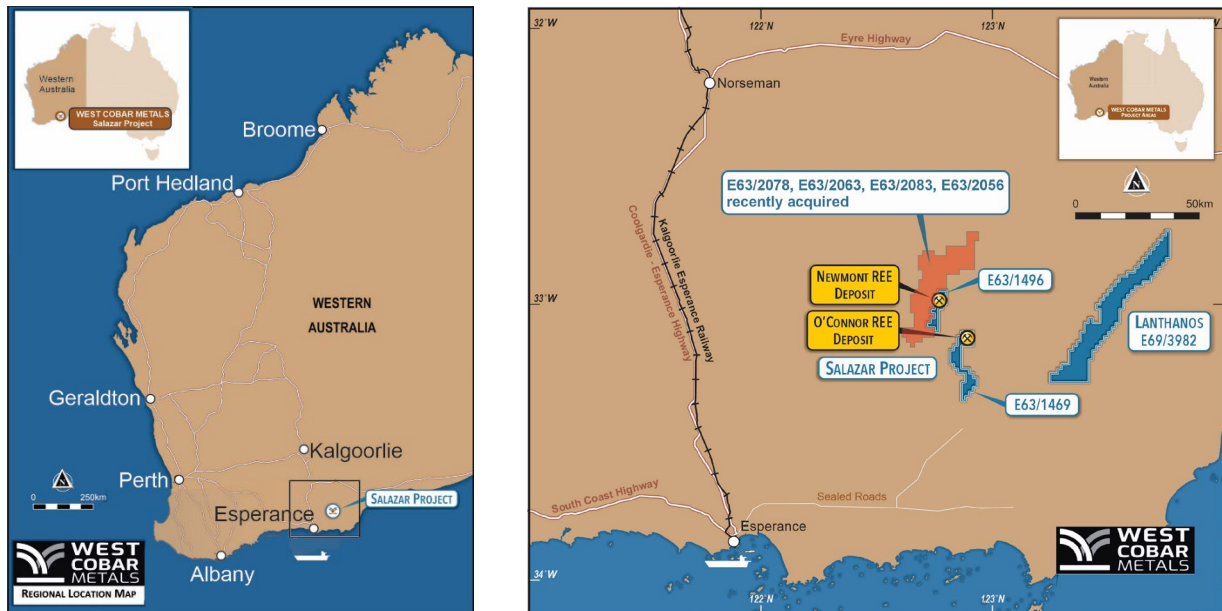 Western
Australia
WEST COBAR METALS
Salazar Project
Broome
Port Hedland
WESTERN
AUSTRALIA
Geraldton
Kalgoorlie
Perth
N
0 250km
SALAZAR PROJECT
Esperance
WEST
COBAR
METALS
REGIONAL LOCATION MAP
Albany
32°W
122°N
123°N
Eyre Highway
Norseman
Western
Australia
WEST COBAR METALS
PROJECT AREAS
N
0 50km
E63/2078, E63/2063, E63/2083, E63/2056
recently acquired
Coolgardie - Esperance Highway
Kalgoorlie Esperance Railway
NEWMONT REE
DEPOSIT
E63/1496
33°W
O'CONNOR REE
DEPOSIT
LANTHANOS
E69/3982
SALAZAR PROJECT
E63/1469
South Coast Highway
Sealed Roads
Esperance
WEST
COBAR
METALS
34°W
122°N
123°N